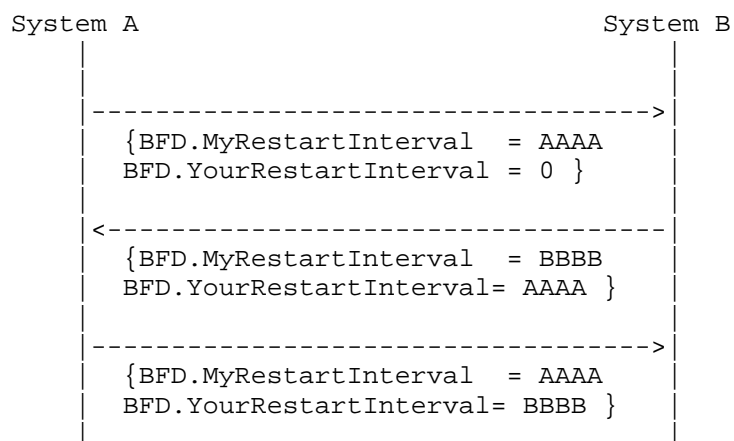 System A System B
{BFD.MyRestartInterval = AAAA
BFD.YourRestartInterval = 0 }
{BFD.MyRestartInterval = BBBB
BFD.YourRestartInterval= AAAA }
{BFD.MyRestartInterval = AAAA
BFD.YourRestartInterval= BBBB }